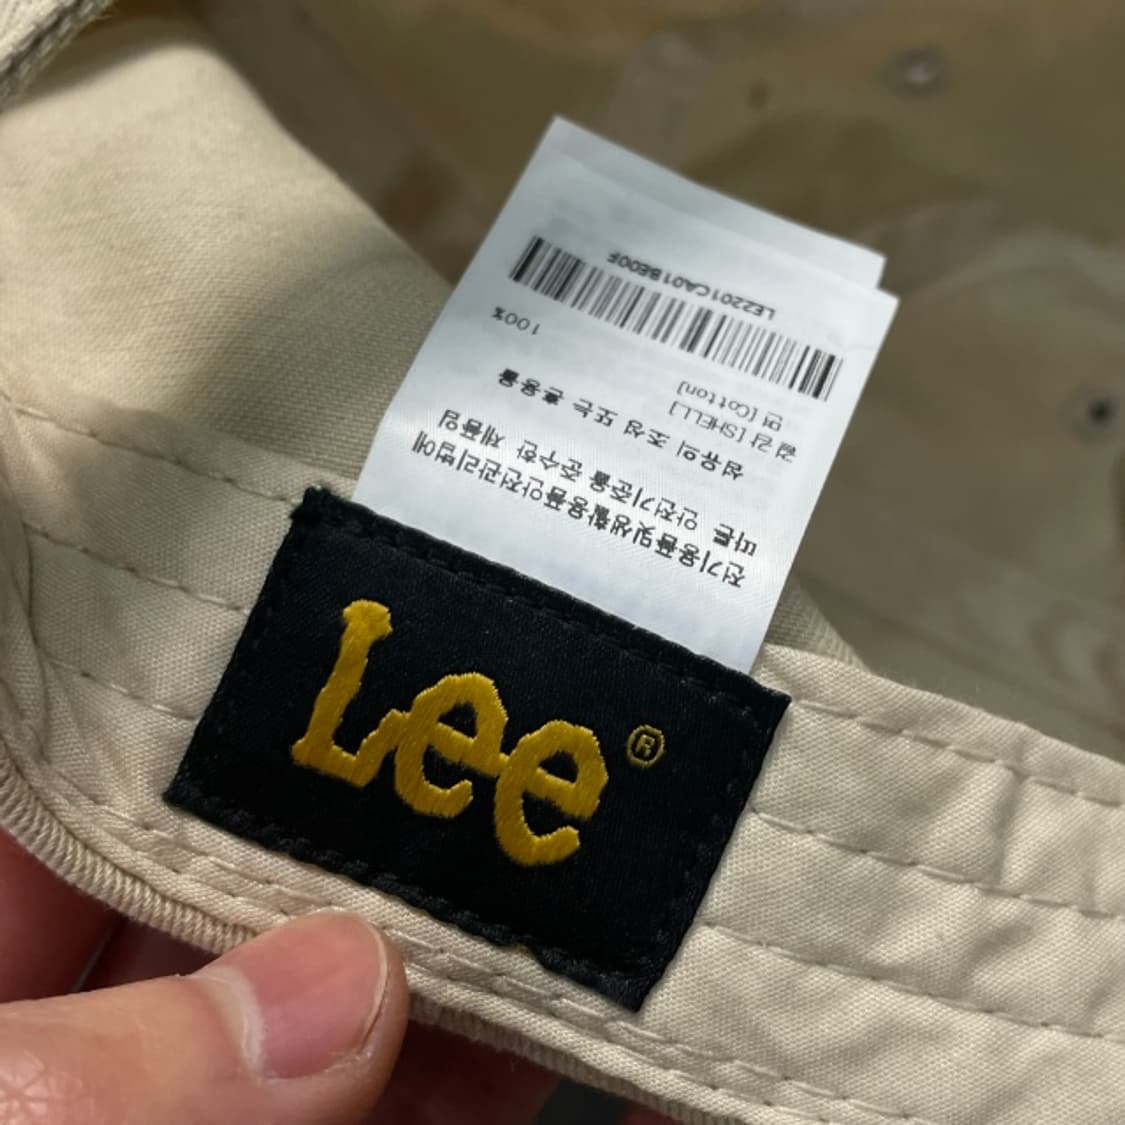 Lee®
전기용품및생활용품안전관리법에
따른 안전기준을 준수한 제품임
섬유의 조성 또는 혼용율
겉감 [SHELL]
면 [Cotton] 100%
LE2201CA01BE00F